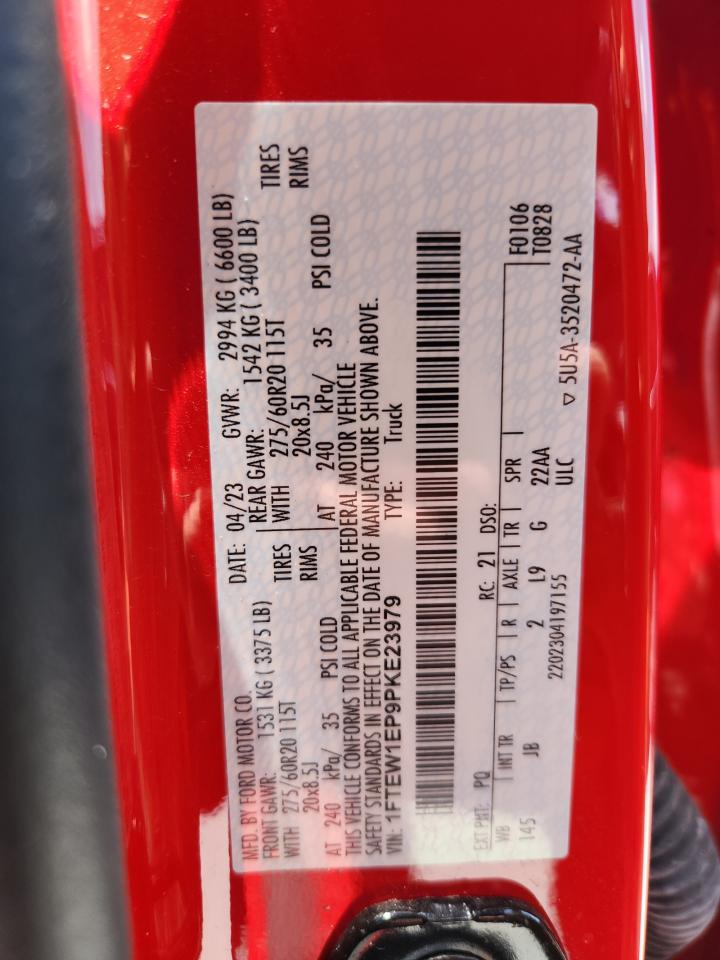 MFD. BY FORD MOTOR CO. DATE: 04/23 GVWR: 2994 KG ( 6600 LB)
FRONT GAWR: 1531 KG ( 3375 LB) REAR GAWR: 1542 KG ( 3400 LB)
WITH 275/60R20 115T TIRES WITH 275/60R20 115T TIRES
20x8.5J RIMS 20x8.5J RIMS
AT 240 kPa/ 35 PSI COLD AT 240 kPa/ 35 PSI COLD
THIS VEHICLE CONFORMS TO ALL APPLICABLE FEDERAL MOTOR VEHICLE
SAFETY STANDARDS IN EFFECT ON THE DATE OF MANUFACTURE SHOWN ABOVE.
VIN: 1FTEW1EP9PKE23979 TYPE: Truck
EXT PNT: PQ RC: 21 DSO:
WB INT TR TP/PS R AXLE TR SPR F0106
145 JB 2 L9 G 22AA T0828
2202304197155 ULC
▽ 5U5A-3520472-AA